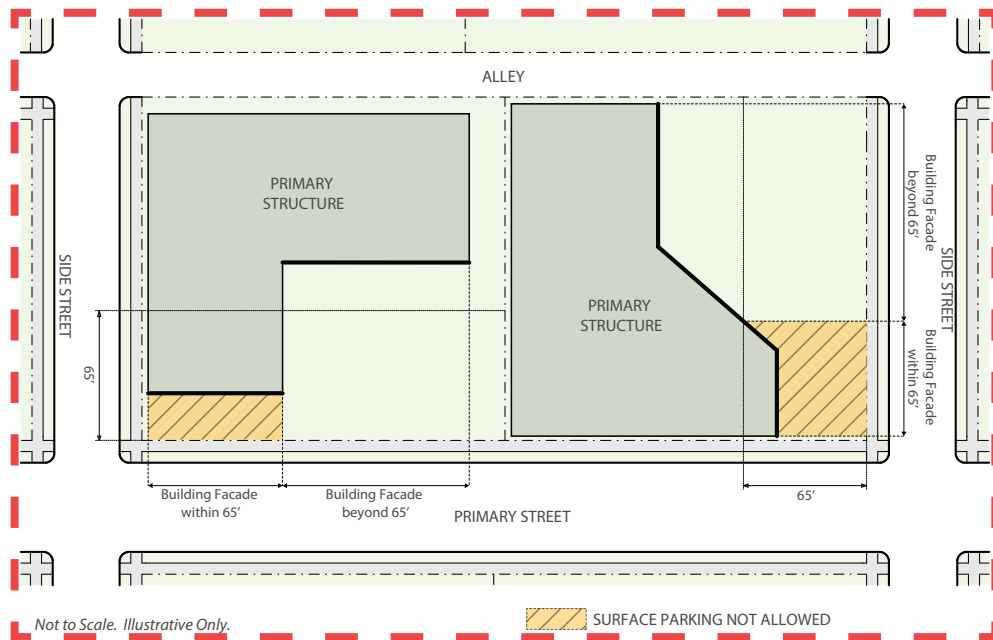 ALLEY
PRIMARY
STRUCTURE
SIDE STREET
65'
PRIMARY
STRUCTURE
Building Facade
beyond 65'
SIDE STREET
Building Facade
within 65'
Building Facade
within 65'
Building Facade
beyond 65'
65'
PRIMARY STREET
Not to Scale. Illustrative Only.
SURFACE PARKING NOT ALLOWED